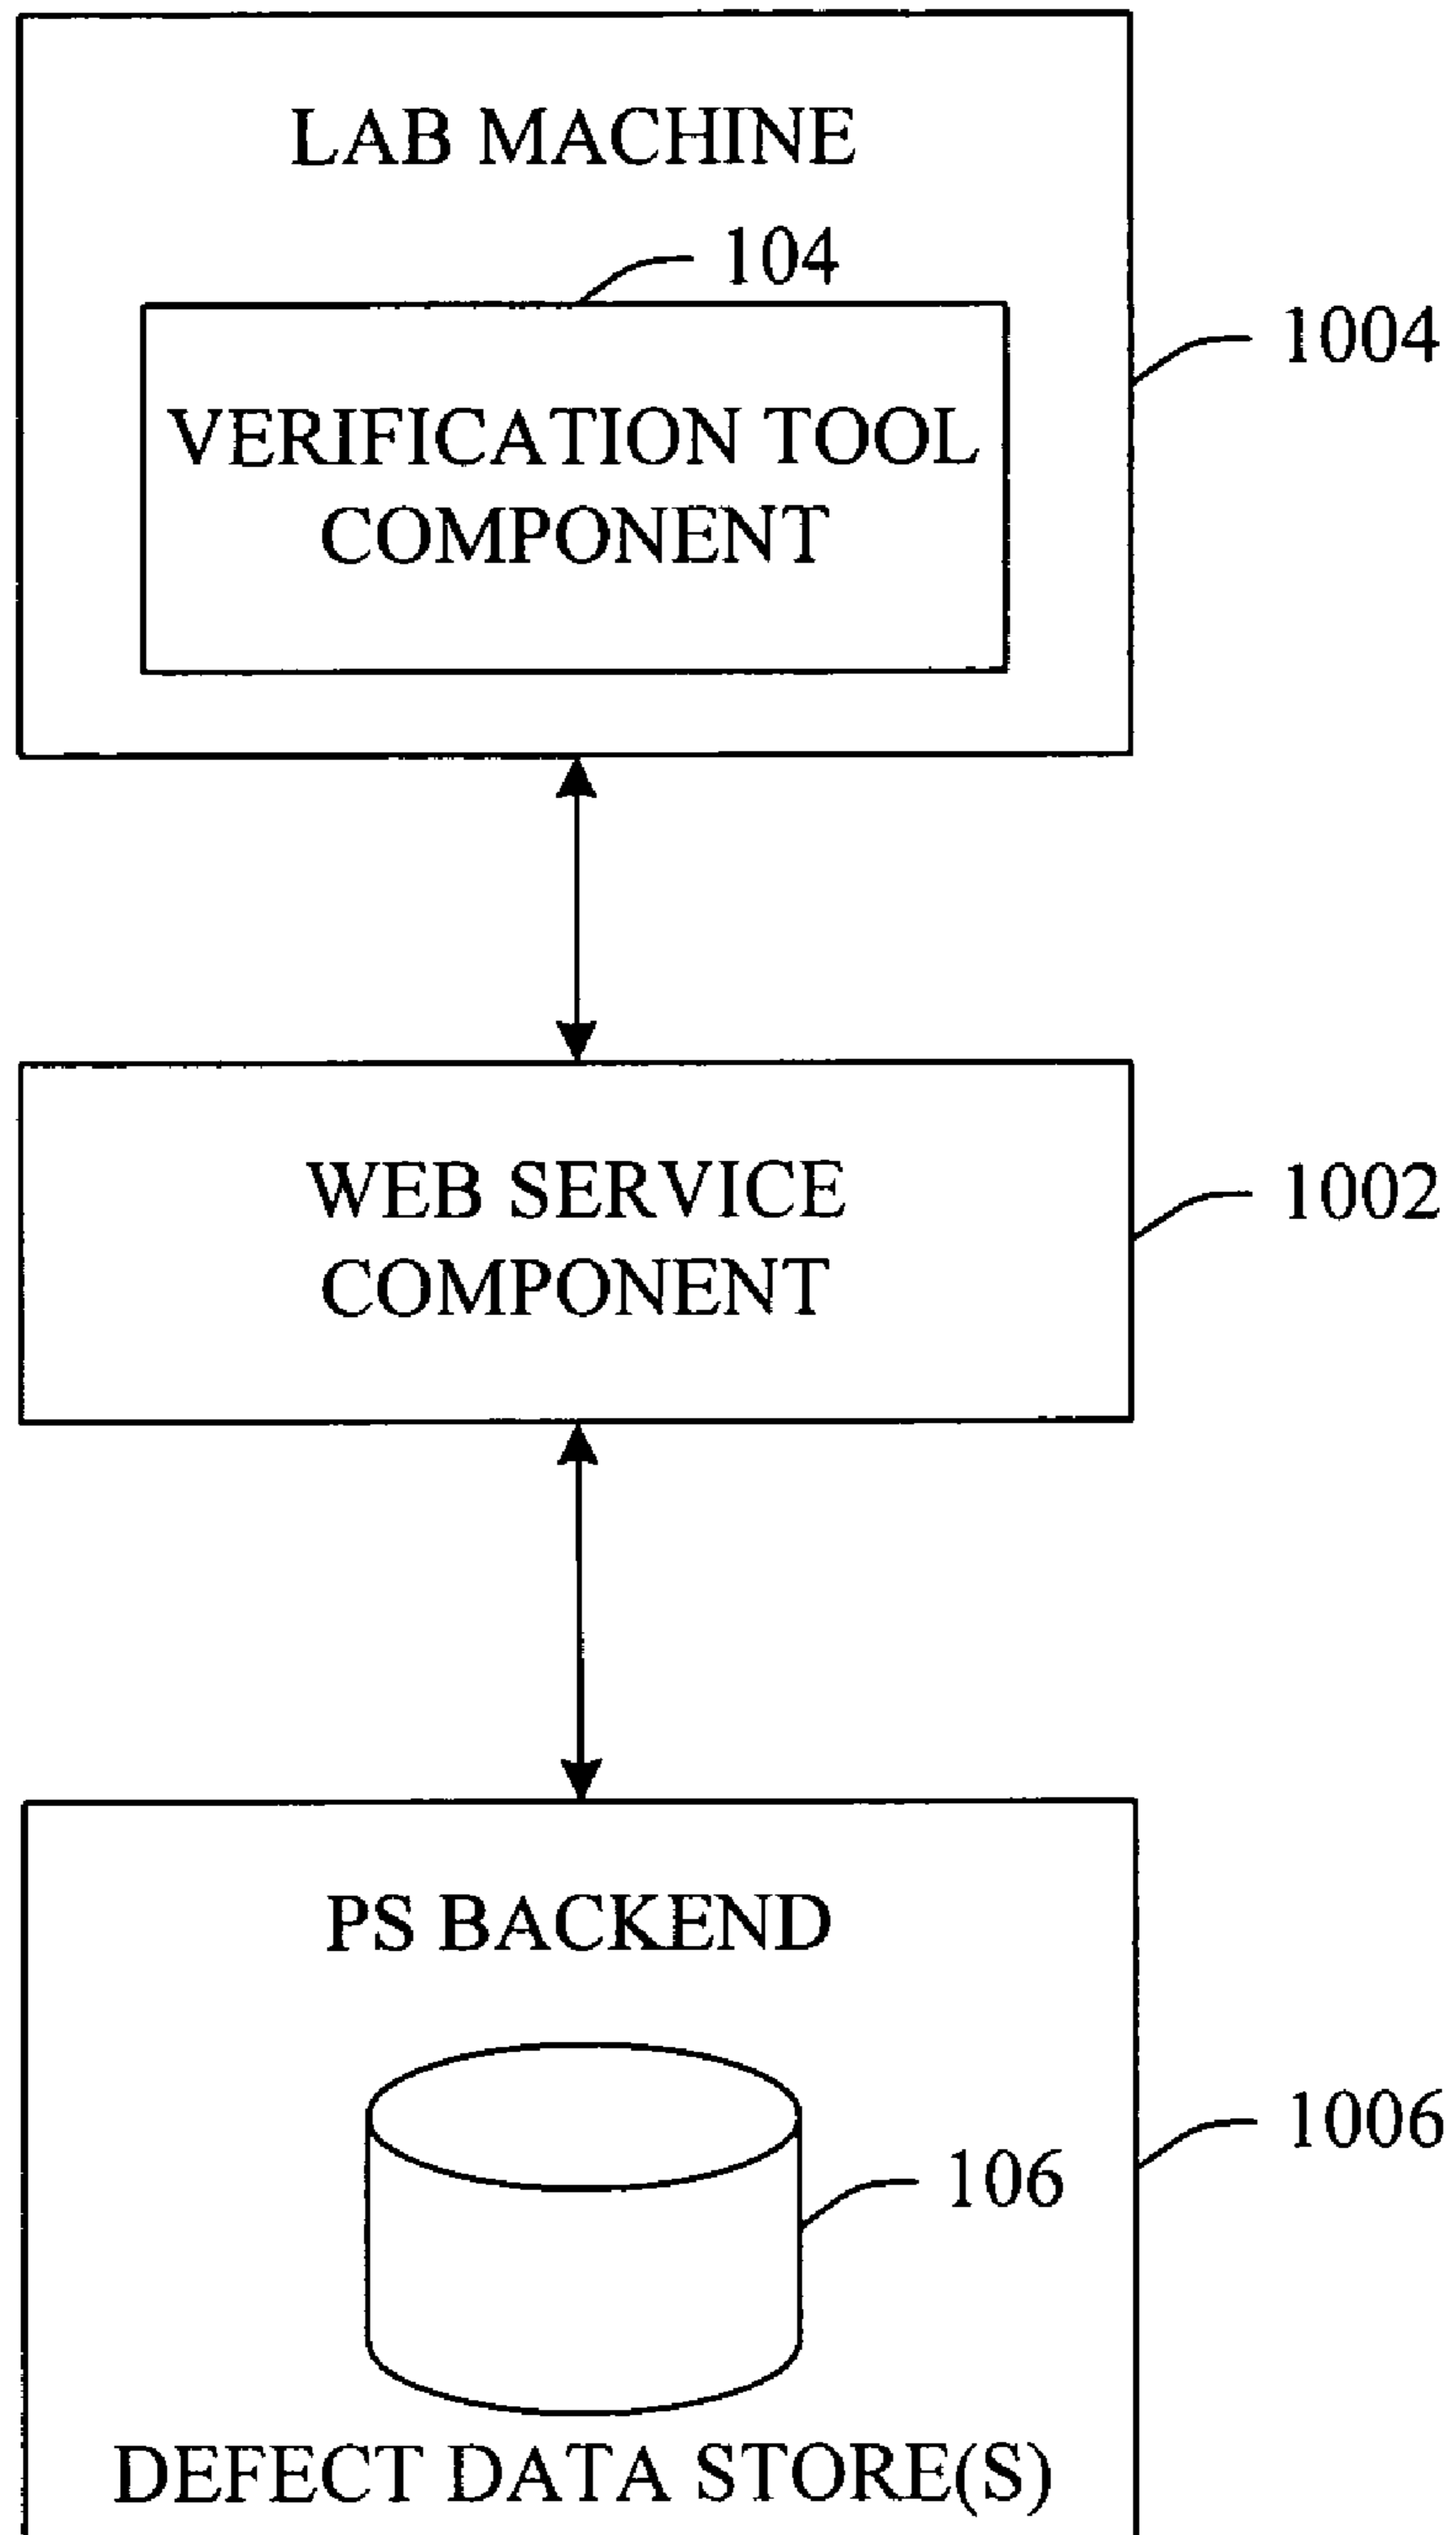 LAB MACHINE
104
1004
VERIFICATION TOOL
COMPONENT
WEB SERVICE
COMPONENT
1002
PS BACKEND
1006
106
DEFECT DATA STORE(S)